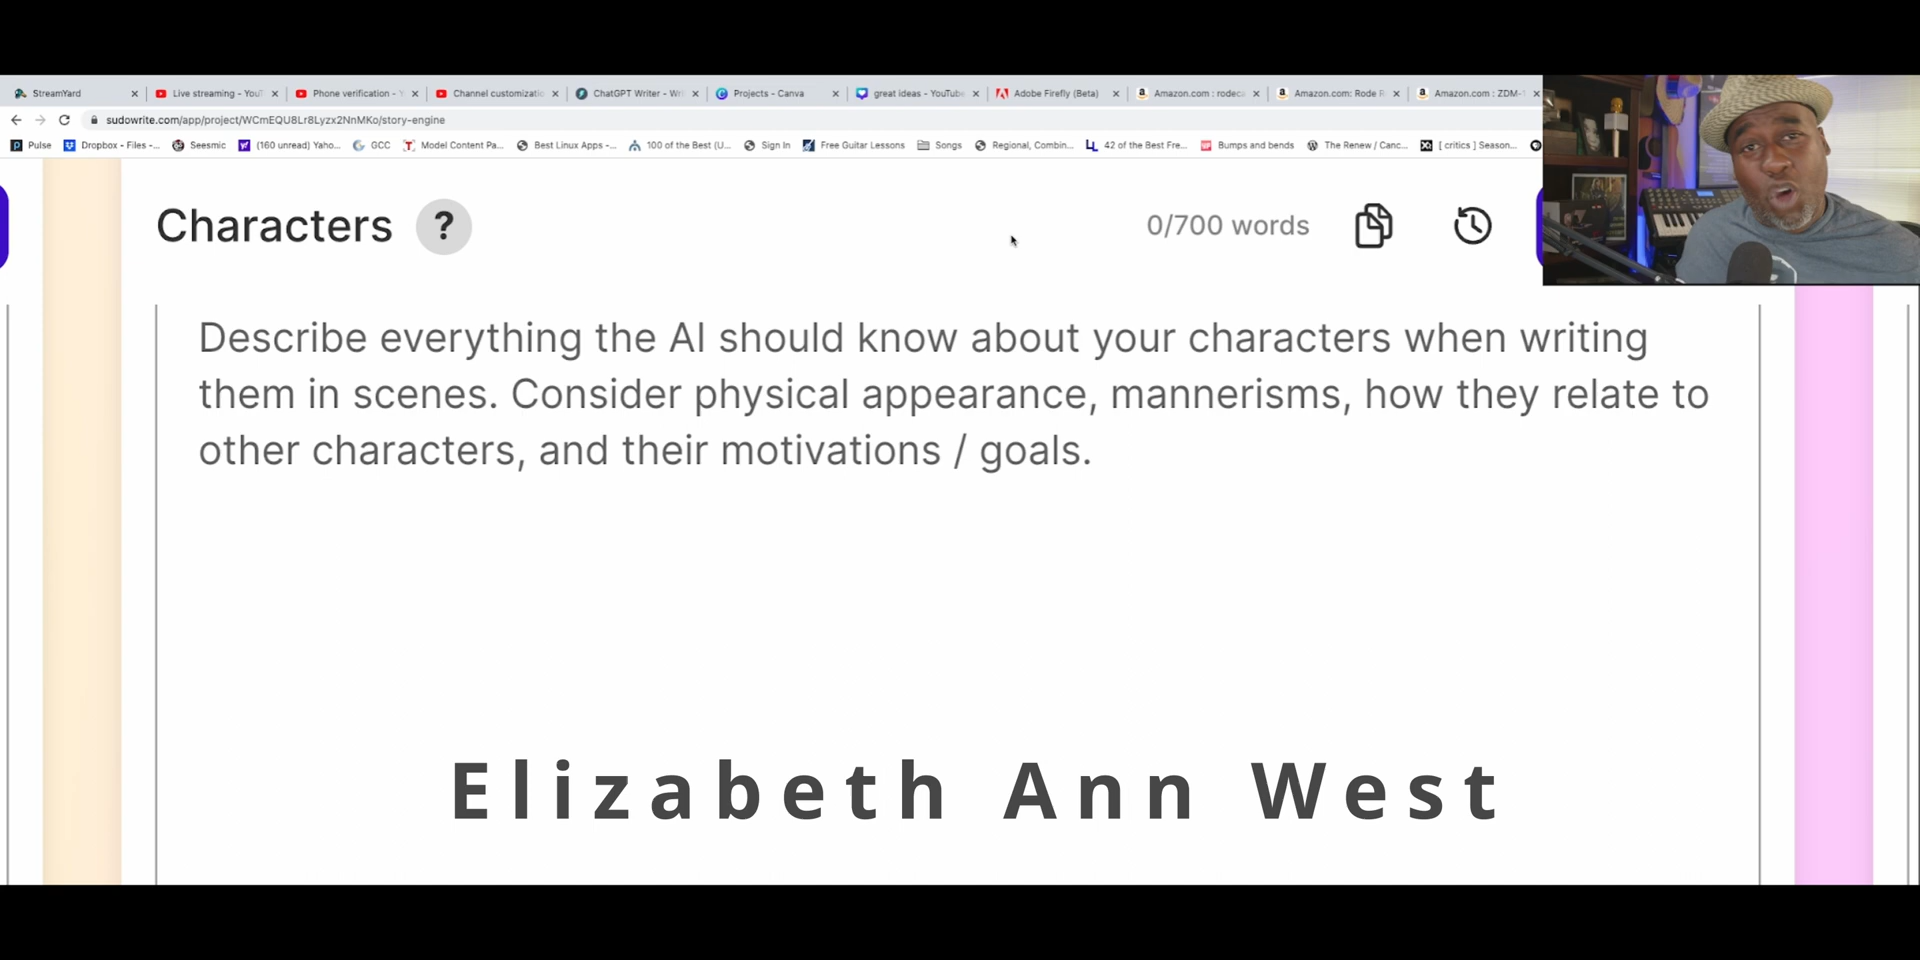 StreamYard
Live streaming - YouT
Phone verification - Y
Channel customizatio
ChatGPT Writer - Wr
Projects - Canva
great ideas - YouTube
Adobe Firefly (Beta)
Amazon.com : rodeca
Amazon.com: Rode R
Amazon.com : ZDM-1
sudowrite.com/app/project/WCmEQU8Lr8Lyzx2NnMKo/story-engine
Pulse
Dropbox - Files -...
Seesmic
(160 unread) Yaho...
GCC
Model Content Pa...
Best Linux Apps -...
100 of the Best (U...
Sign In
Free Guitar Lessons
Songs
Regional, Combin...
42 of the Best Fre...
Bumps and bends
The Renew / Canc...
[ critics ] Season...
Characters ?
0/700 words
Describe everything the AI should know about your characters when writing
them in scenes. Consider physical appearance, mannerisms, how they relate to
other characters, and their motivations / goals.
Elizabeth Ann West